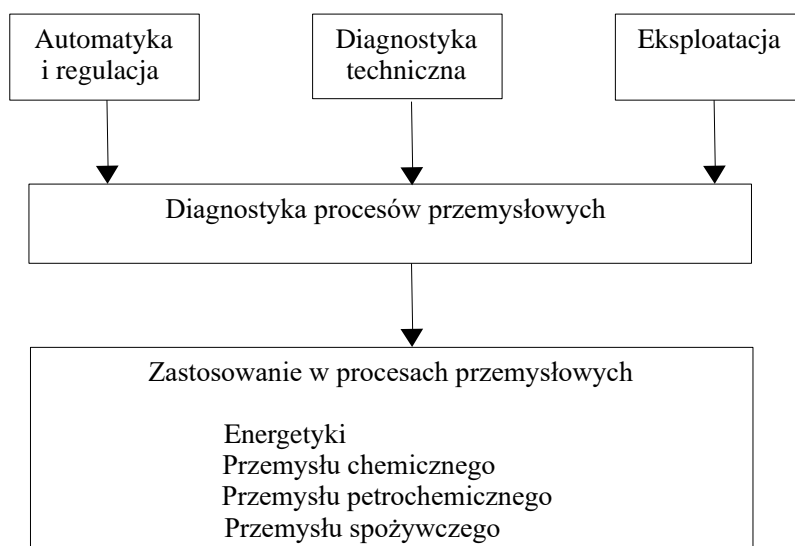 Automatyka
i regulacja
Diagnostyka
techniczna
Eksploatacja
Diagnostyka procesów przemysłowych
Zastosowanie w procesach przemysłowych
Energetyki
Przemysłu chemicznego
Przemysłu petrochemicznego
Przemysłu spożywczego